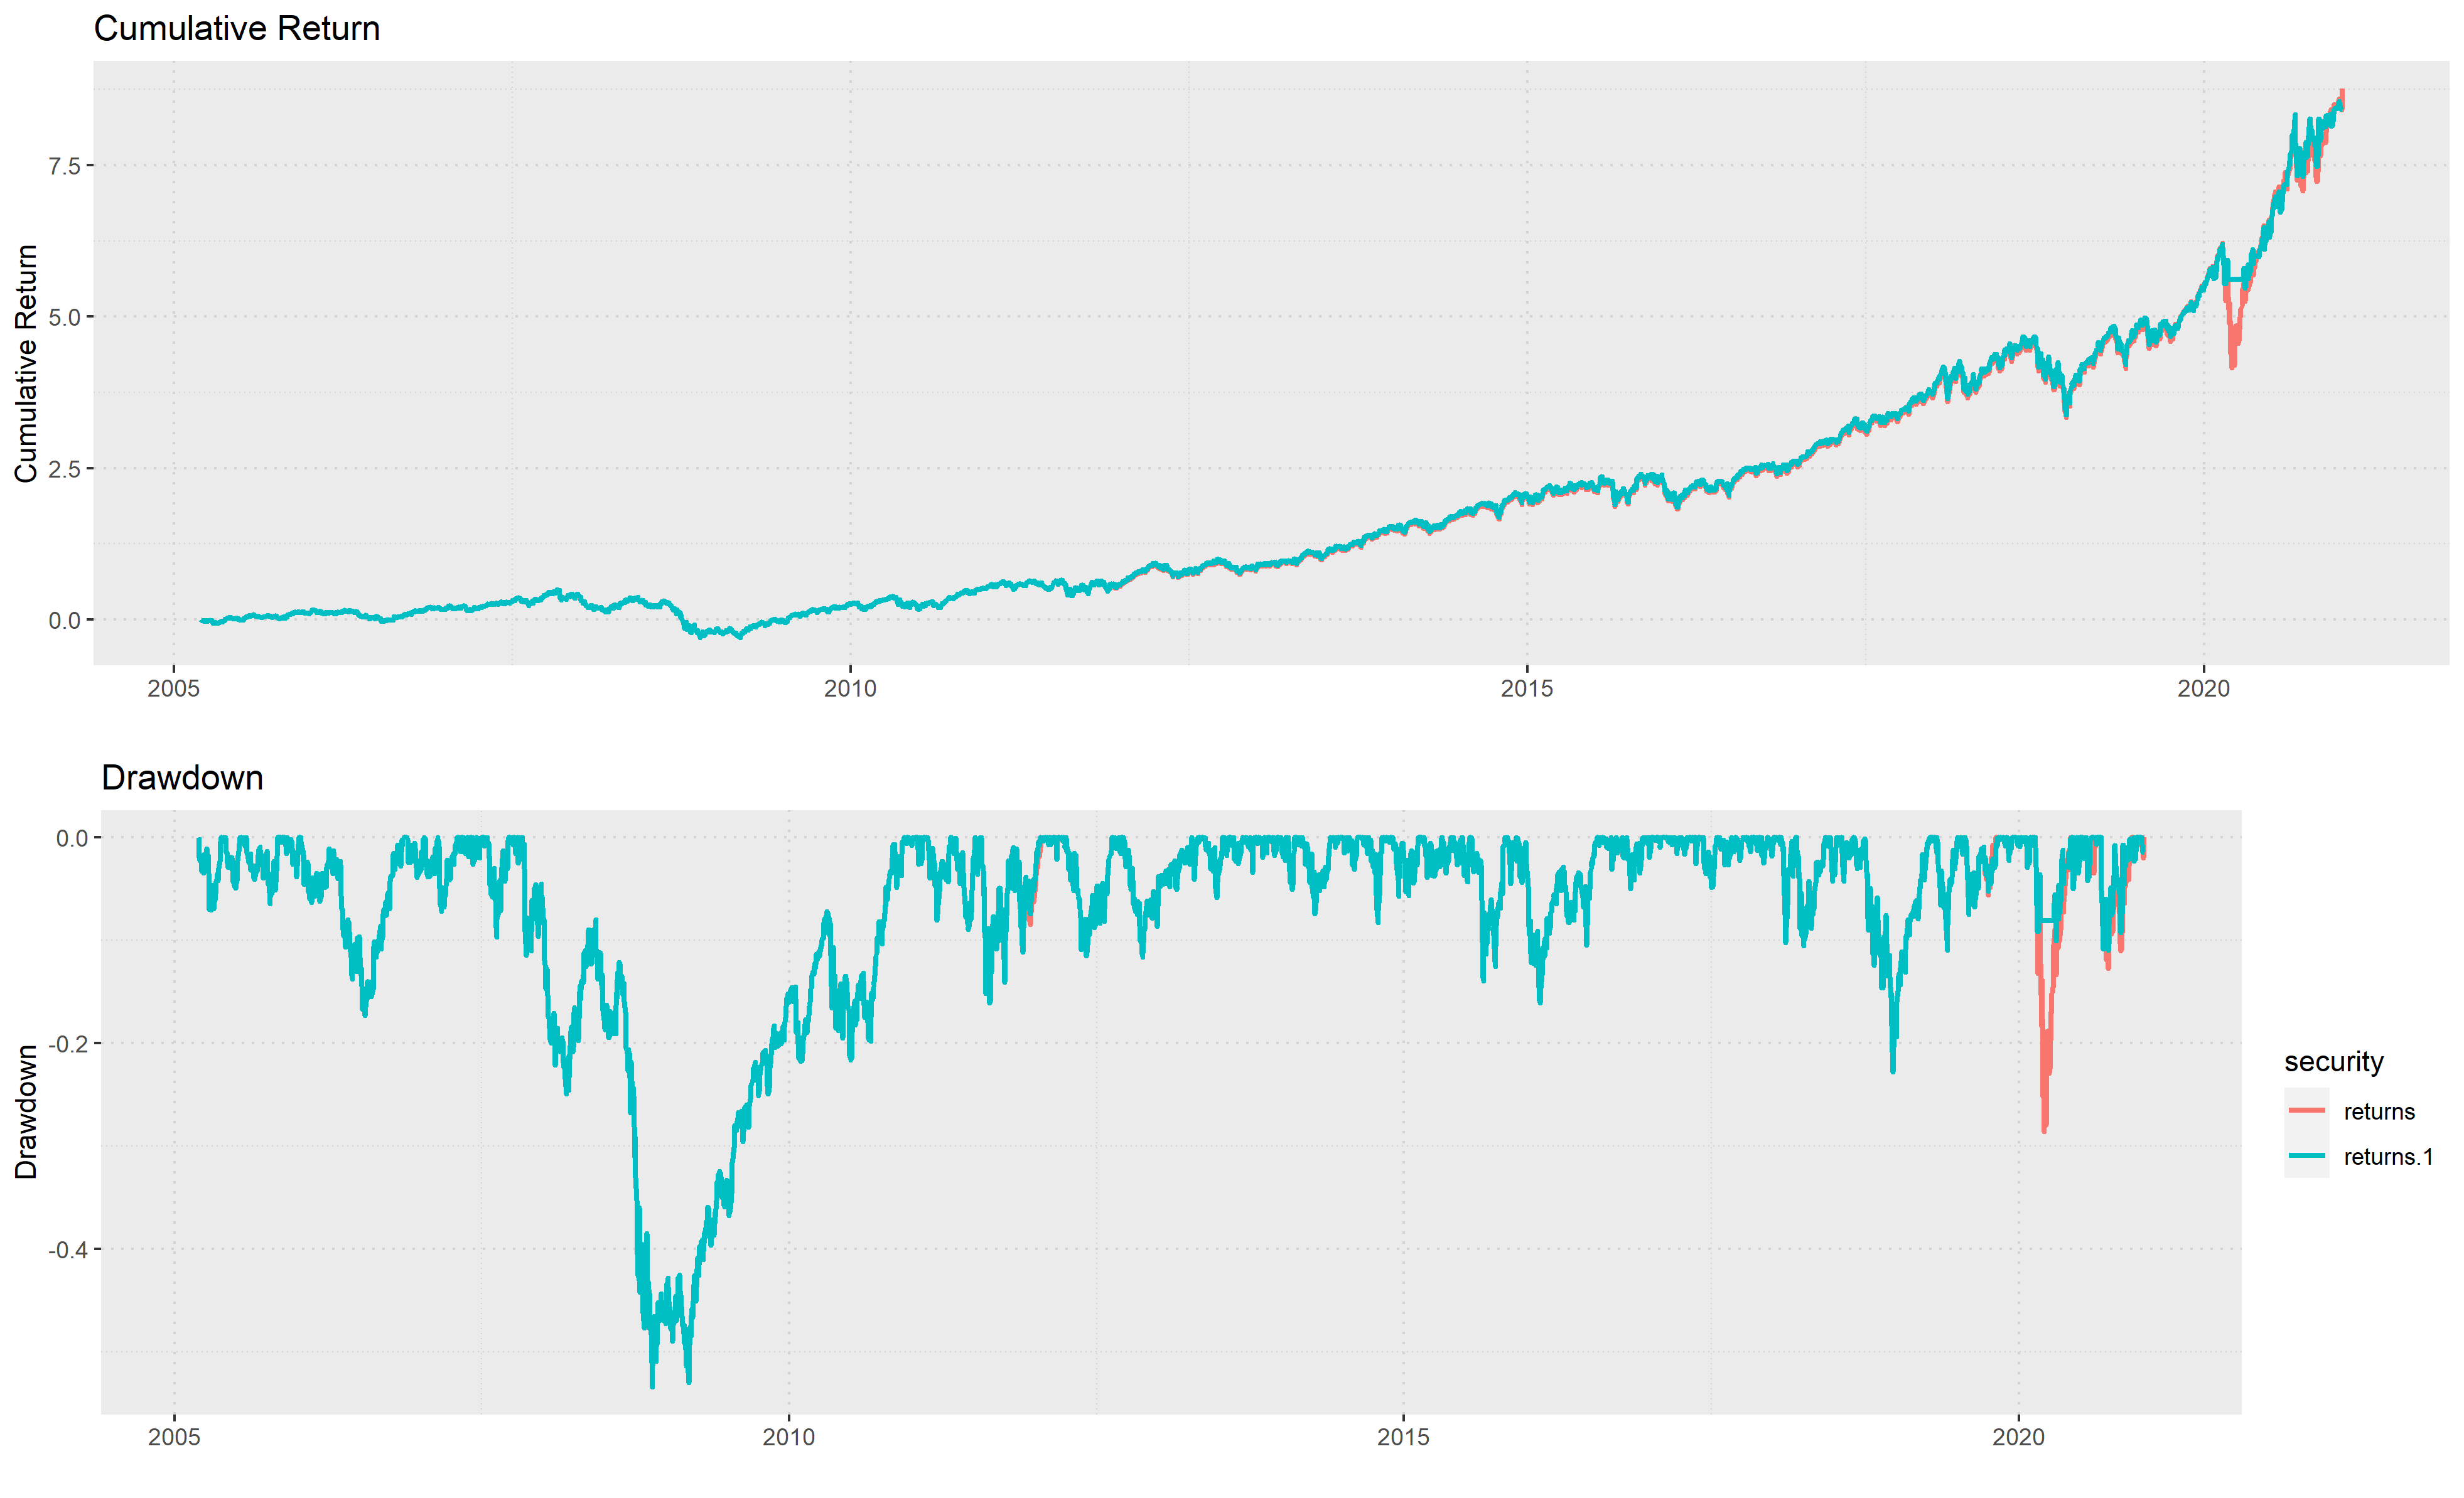 Cumulative Return
Cumulative Return
7.5
5.0
2.5
0.0
2005 2010 2015 2020
Drawdown
Drawdown
0.0
-0.2
-0.4
2005 2010 2015 2020
security
returns
returns.1